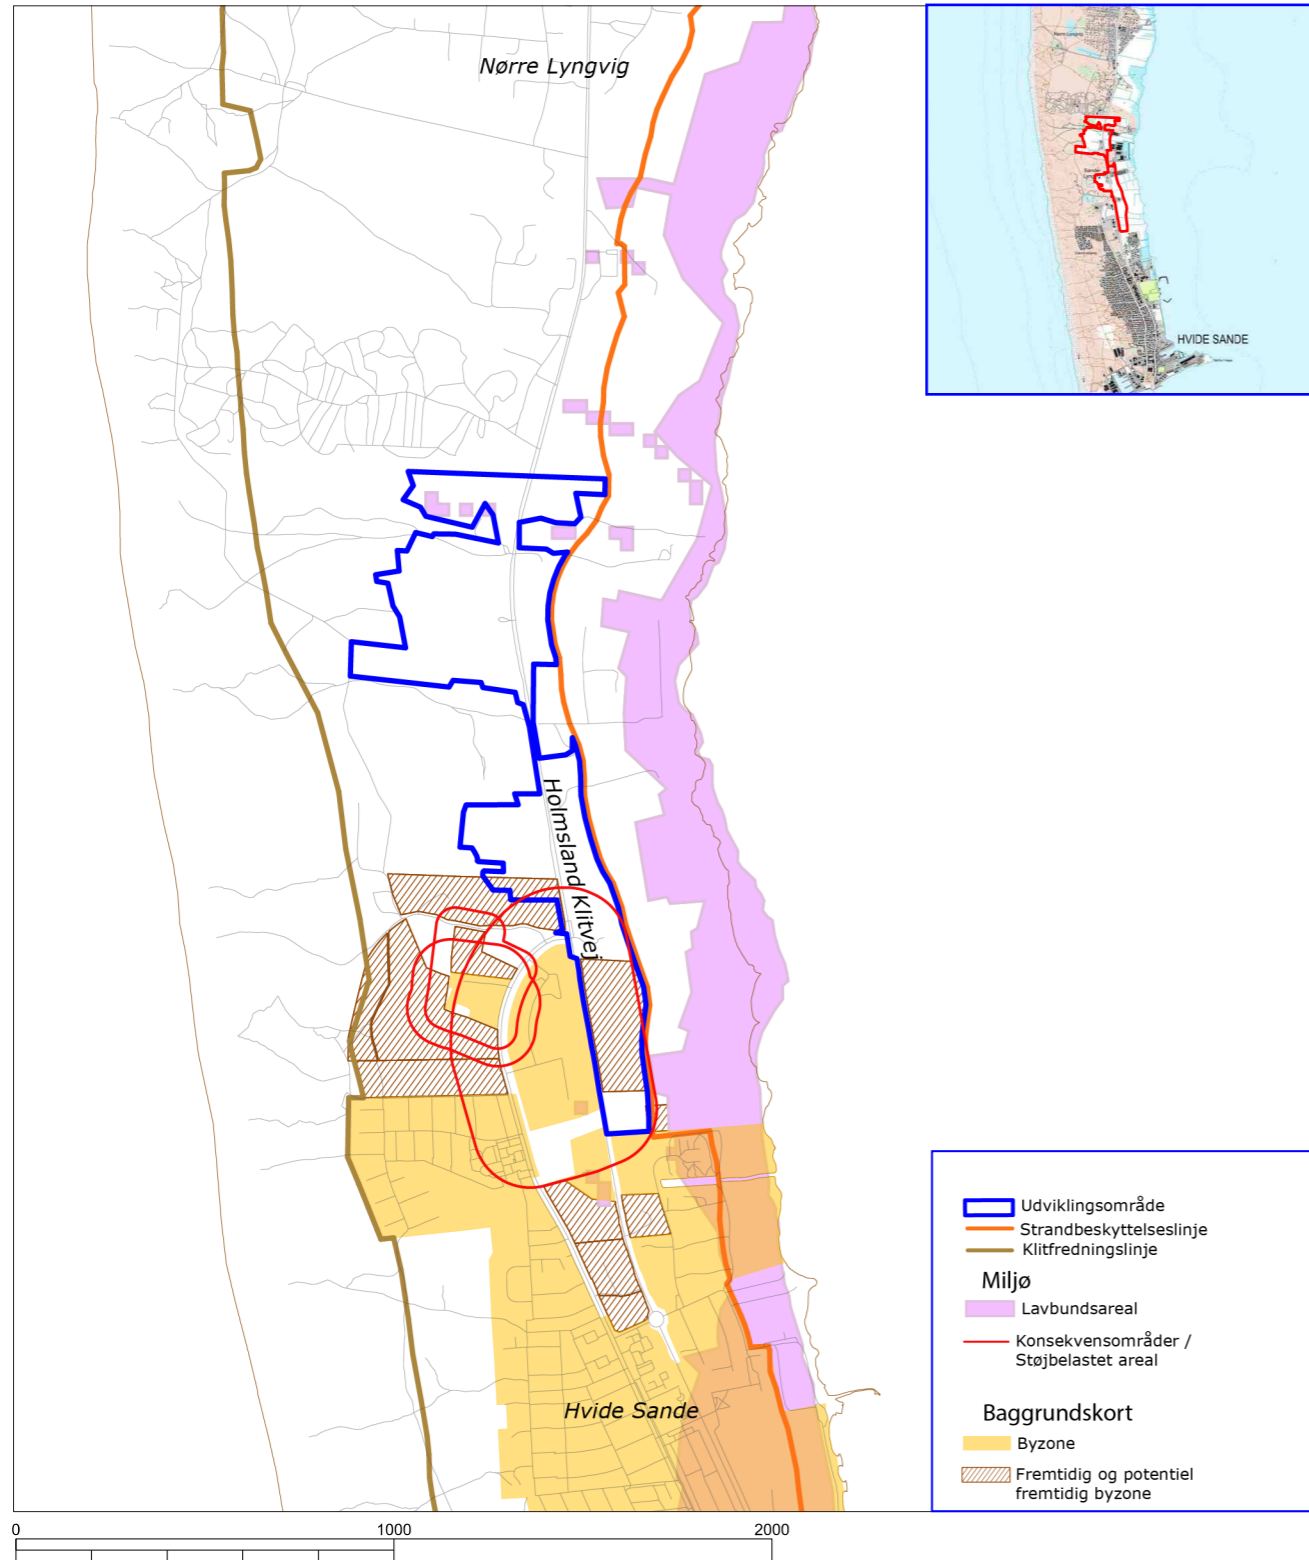 Nørre Lyngvig
HVIDE SANDE
Holmsland Klitvej
Hvide Sande
Udviklingsområde
Strandbeskyttelseslinje
Klitfredningslinje
Miljø
Lavbundsareal
Konsekvensområder /
Støjbelastet areal
Baggrundskort
Byzone
Fremtidig og potentiel
fremtidig byzone
0 1000 2000